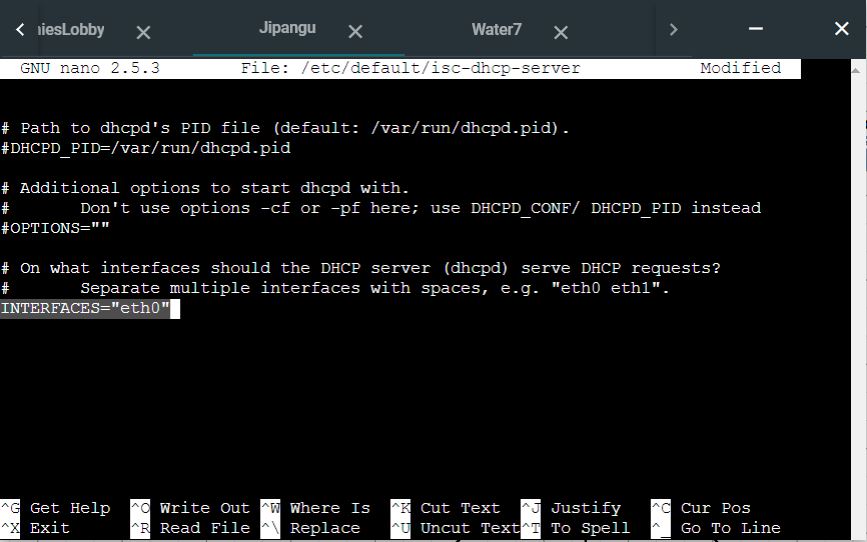 niesLobby Jipangu Water7
GNU nano 2.5.3 File: /etc/default/isc-dhcp-server Modified
# Path to dhcpd's PID file (default: /var/run/dhcpd.pid).
#DHCPD_PID=/var/run/dhcpd.pid
# Additional options to start dhcpd with.
# Don't use options -cf or -pf here; use DHCPD_CONF/ DHCPD_PID instead
#OPTIONS=""
# On what interfaces should the DHCP server (dhcpd) serve DHCP requests?
# Separate multiple interfaces with spaces, e.g. "eth0 eth1".
INTERFACES="eth0"
^G Get Help ^O Write Out ^W Where Is ^K Cut Text ^J Justify ^C Cur Pos
^X Exit ^R Read File ^\ Replace ^U Uncut Text ^T To Spell ^_ Go To Line